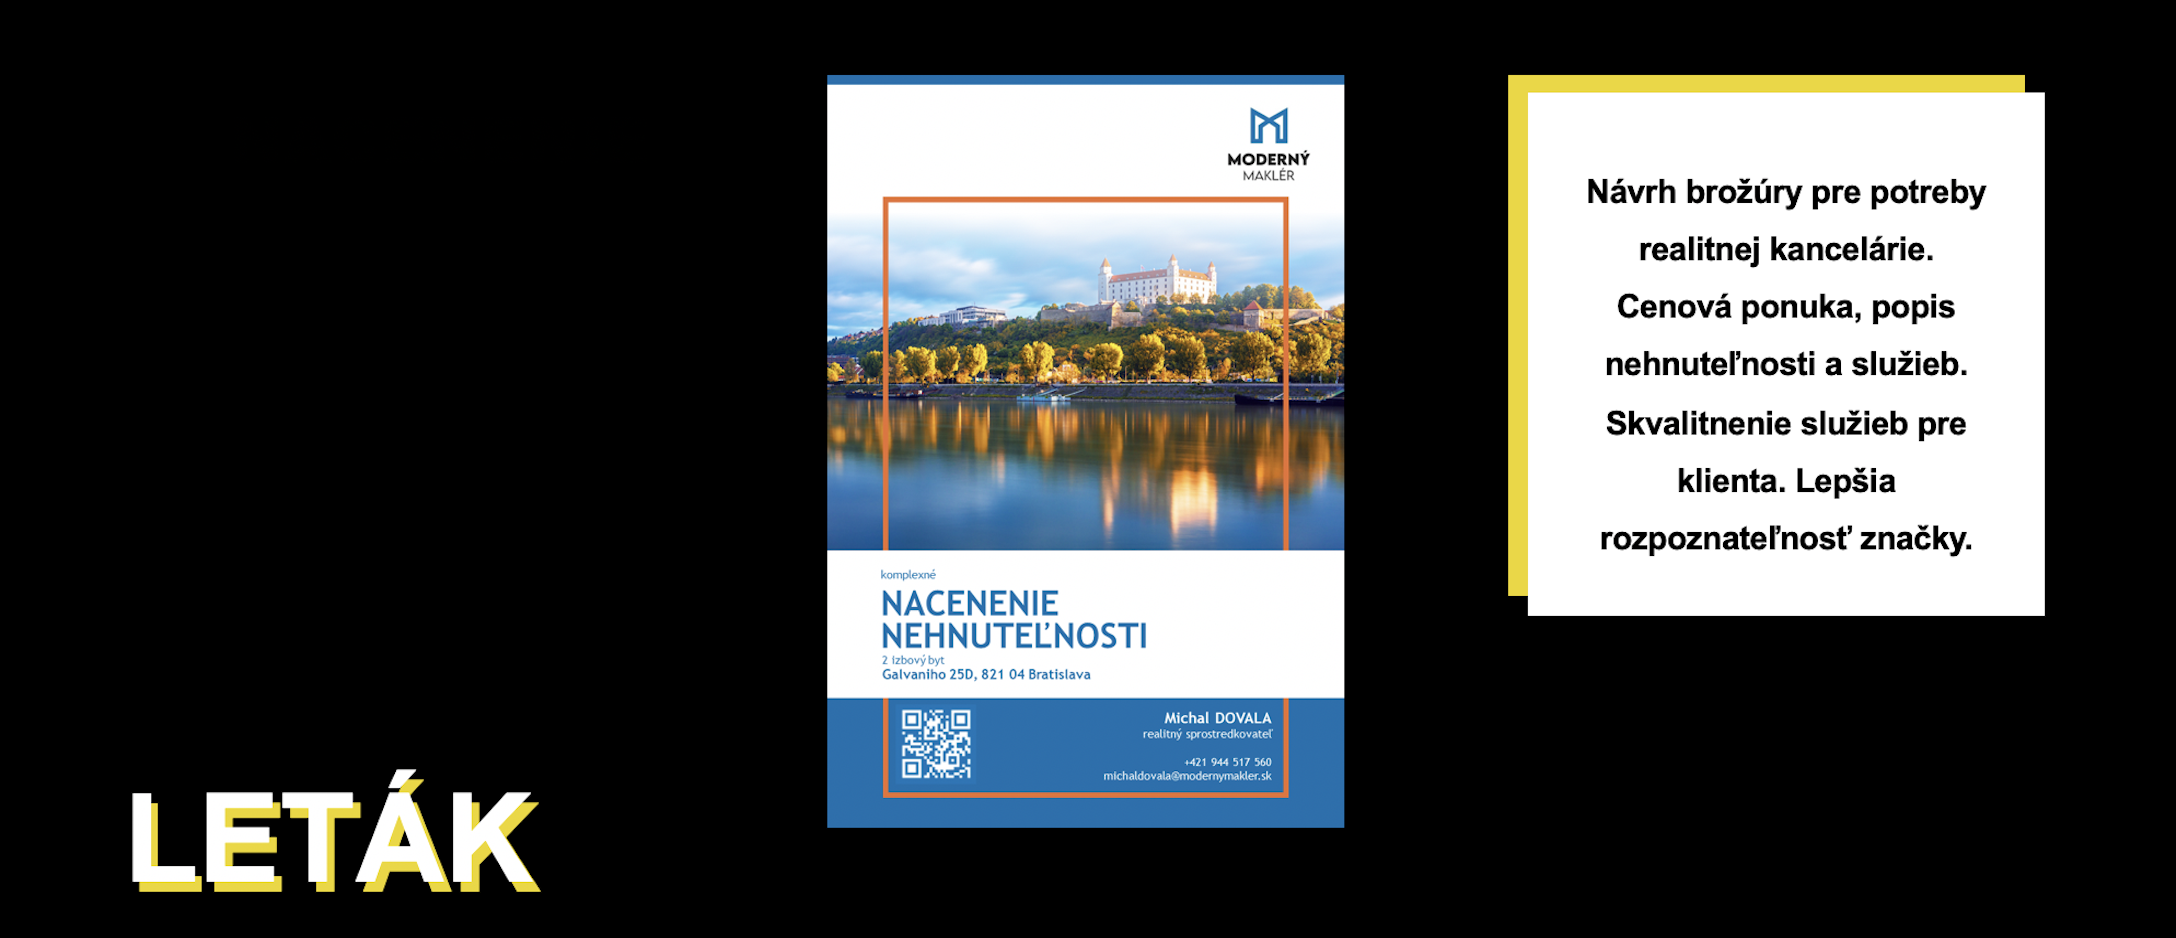 MODERNÝ
MAKLÉR
komplexné
NACENENIE
NEHNUTEĽNOSTI
2 Izbový byt
Galvaniho 25D, 821 04 Bratislava
Michal DOVALA
realitný sprostredkovateľ
+421 944 517 560
michaldovala@modernymakler.sk
Návrh brožúry pre potreby
realitnej kancelárie.
Cenová ponuka, popis
nehnuteľnosti a služieb.
Skvalitnenie služieb pre
klienta. Lepšia
rozpoznateľnosť značky.
LETÁK